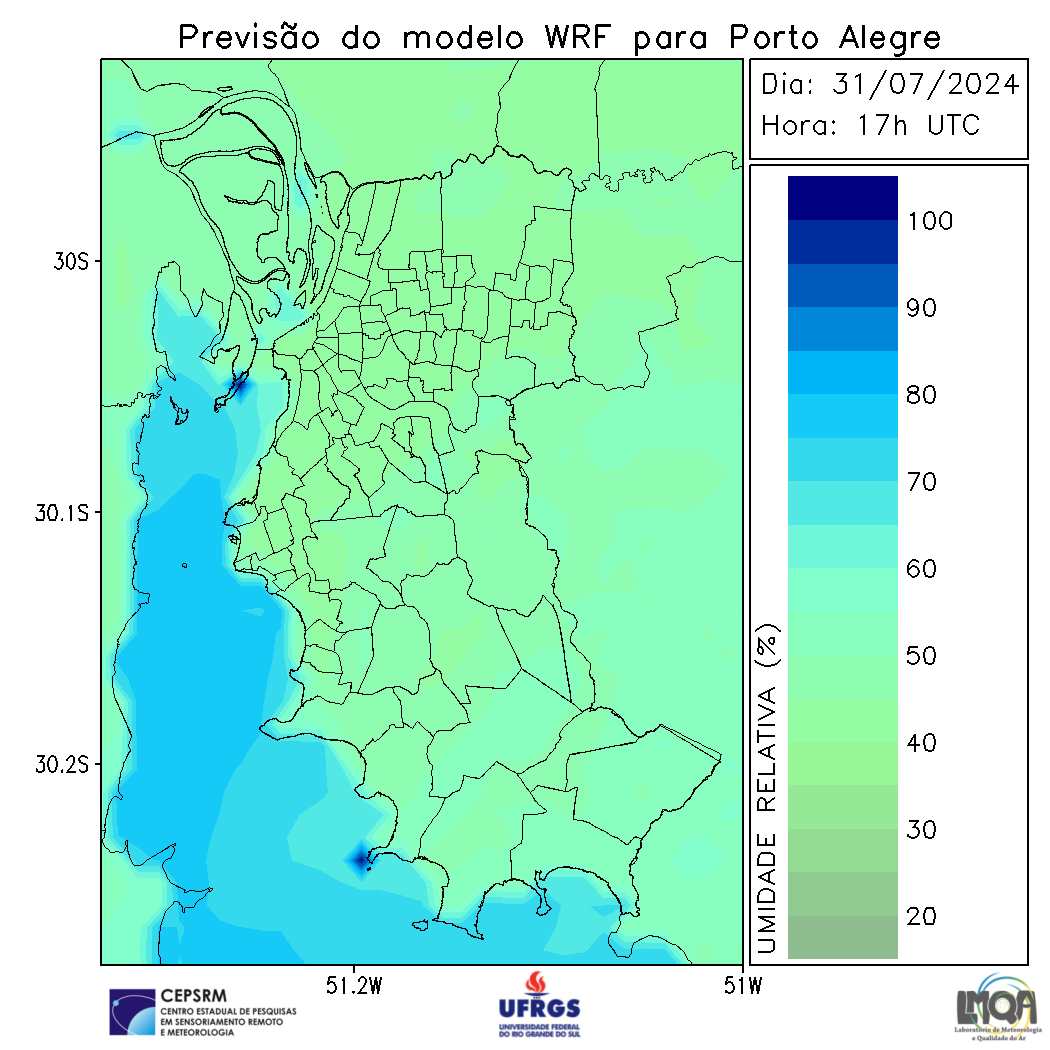 Previsão do modelo WRF para Porto Alegre
Dia: 31/07/2024
Hora: 17h UTC
30S
30.1S
30.2S
51.2W
51W
100
90
80
70
60
50
40
30
20
UMIDADE RELATIVA (%)
CEPSRM
CENTRO ESTADUAL DE PESQUISAS
EM SENSORIAMENTO REMOTO
E METEOROLOGIA
UFRGS
UNIVERSIDADE FEDERAL
DO RIO GRANDE DO SUL
LMQA
Laboratório de Meteorologia
e Qualidade do Ar